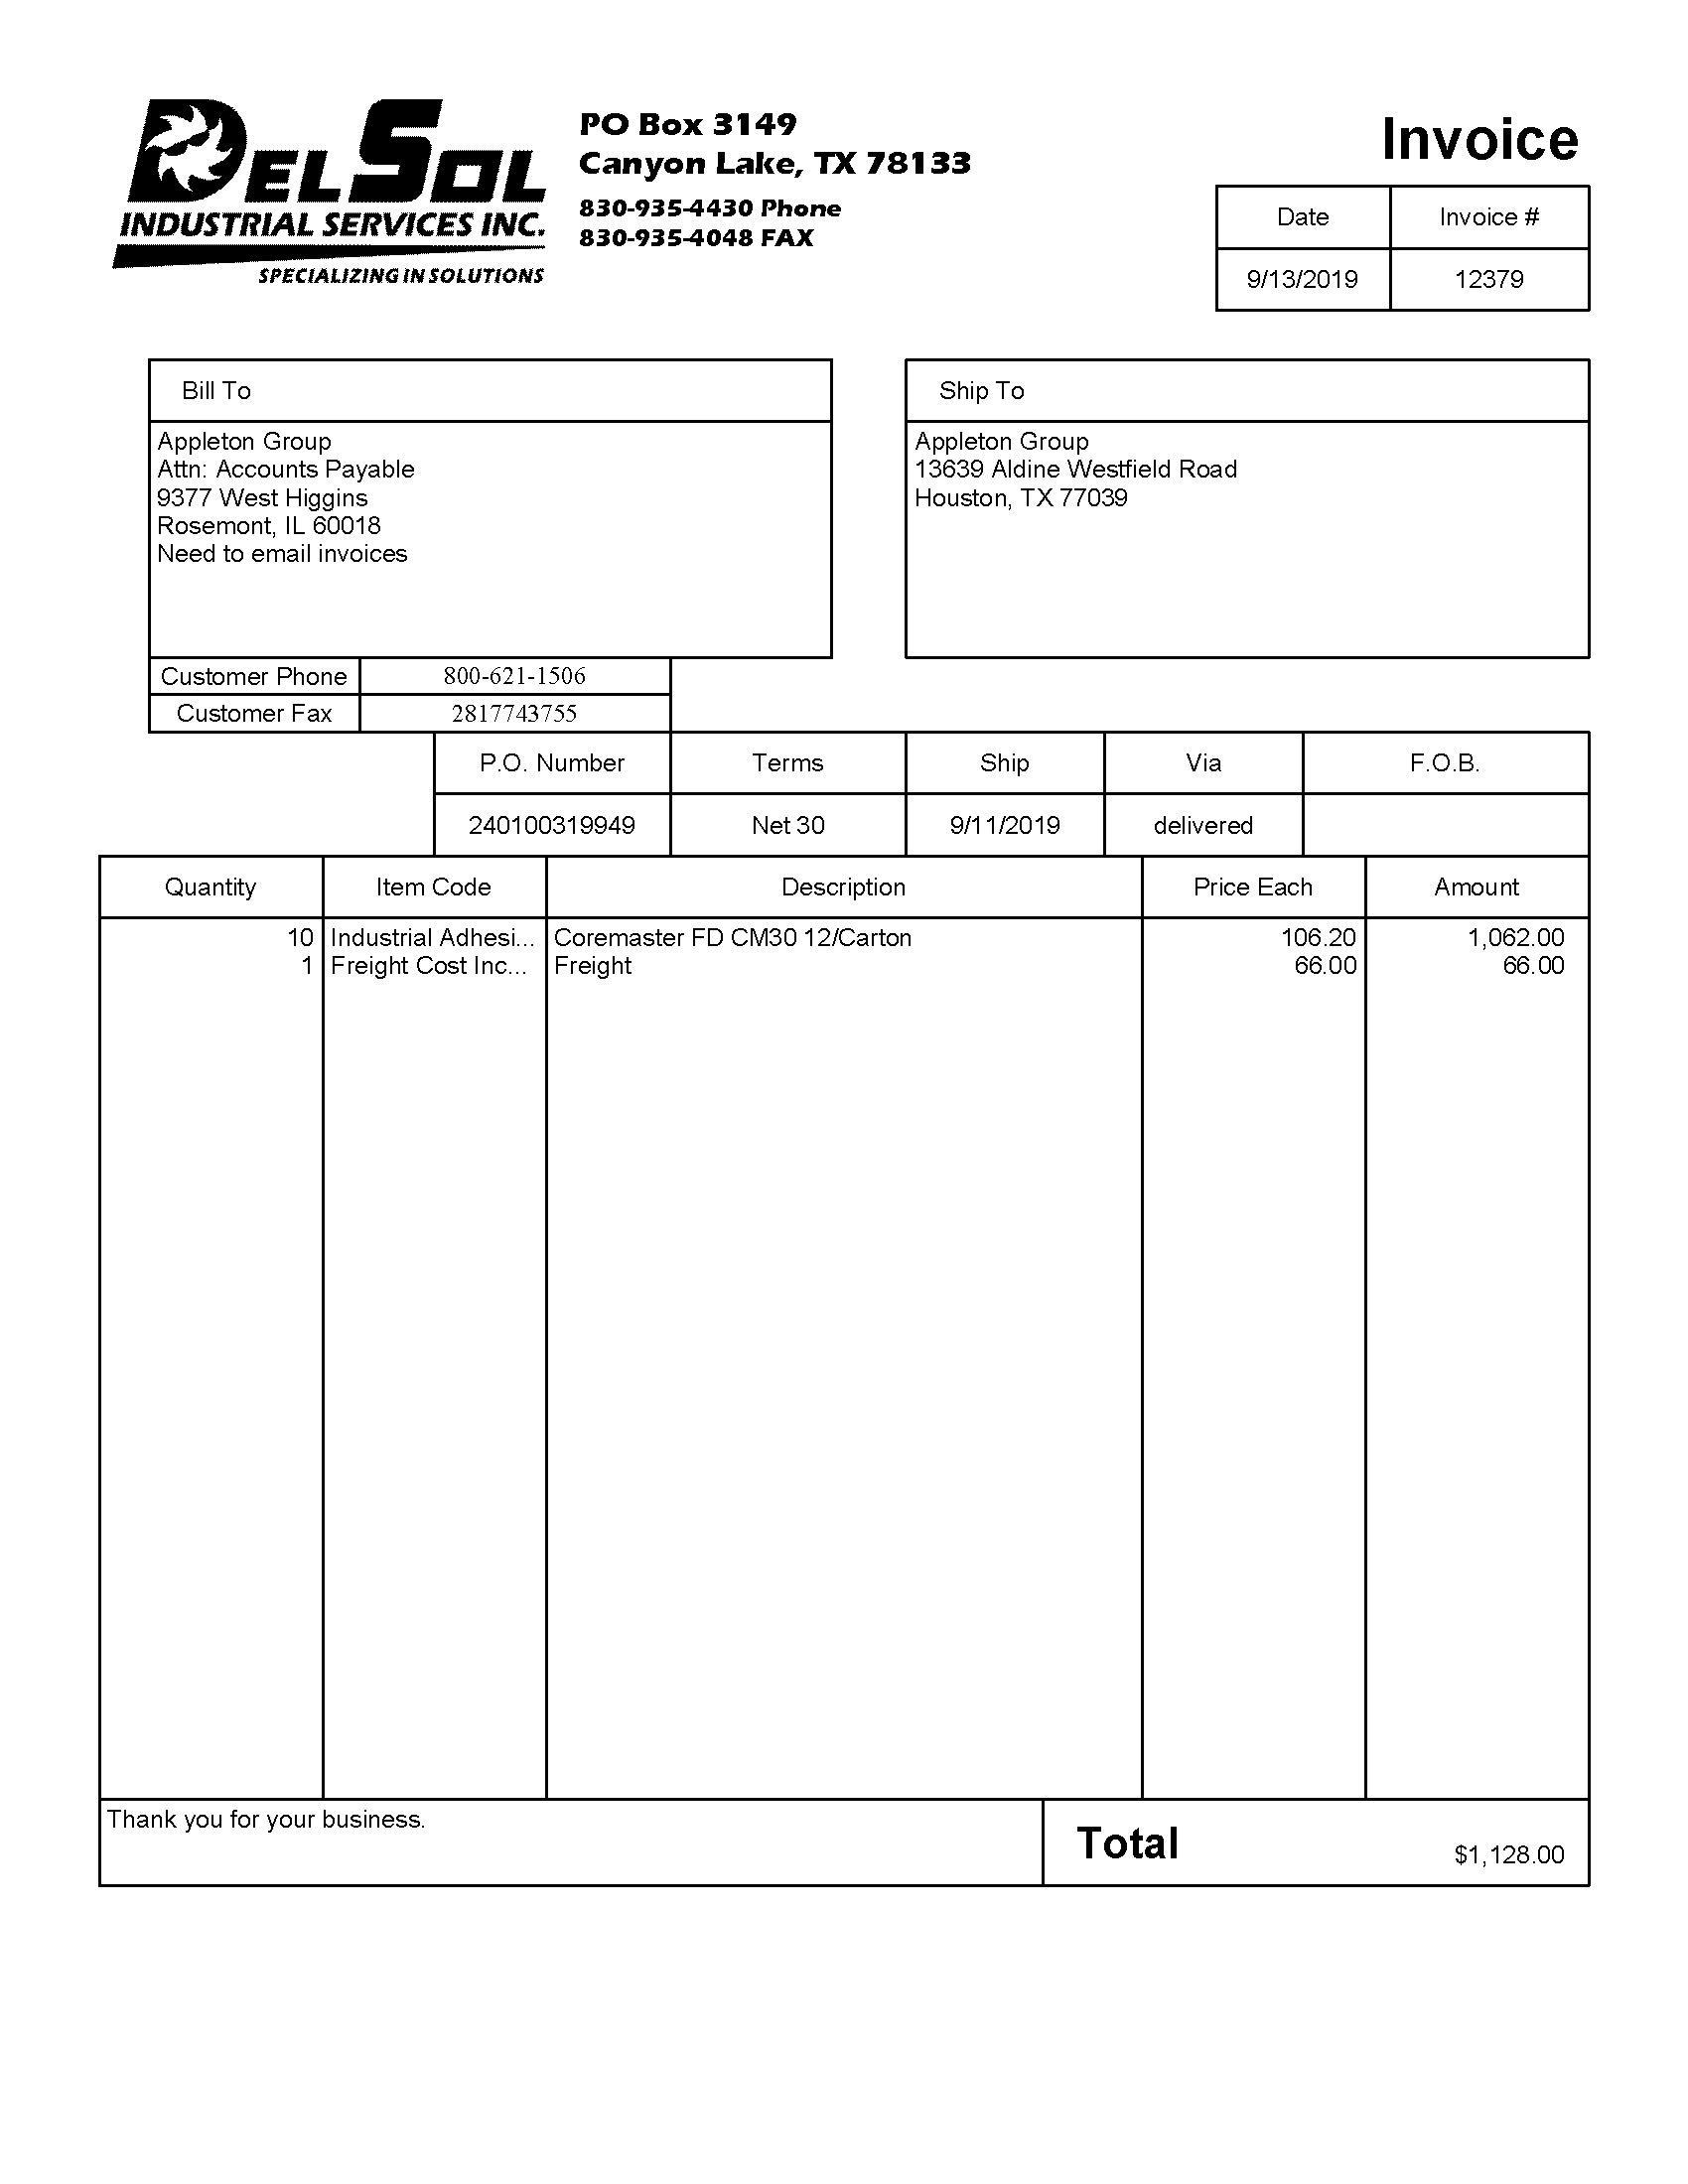 DELSOL
INDUSTRIAL SERVICES INC.
SPECIALIZING IN SOLUTIONS
PO Box 3149
Canyon Lake, TX 78133
830-935-4430 Phone
830-935-4048 FAX
Invoice
Date Invoice #
9/13/2019 12379
Bill To
Appleton Group
Attn: Accounts Payable
9377 West Higgins
Rosemont, IL 60018
Need to email invoices
Ship To
Appleton Group
13639 Aldine Westfield Road
Houston, TX 77039
Customer Phone 800-621-1506
Customer Fax 2817743755
P.O. Number Terms Ship Via F.O.B.
240100319949 Net 30 9/11/2019 delivered
Quantity Item Code Description Price Each Amount
10 Industrial Adhesi... Coremaster FD CM30 12/Carton 106.20 1,062.00
1 Freight Cost Inc... Freight 66.00 66.00
Thank you for your business.
Total $1,128.00